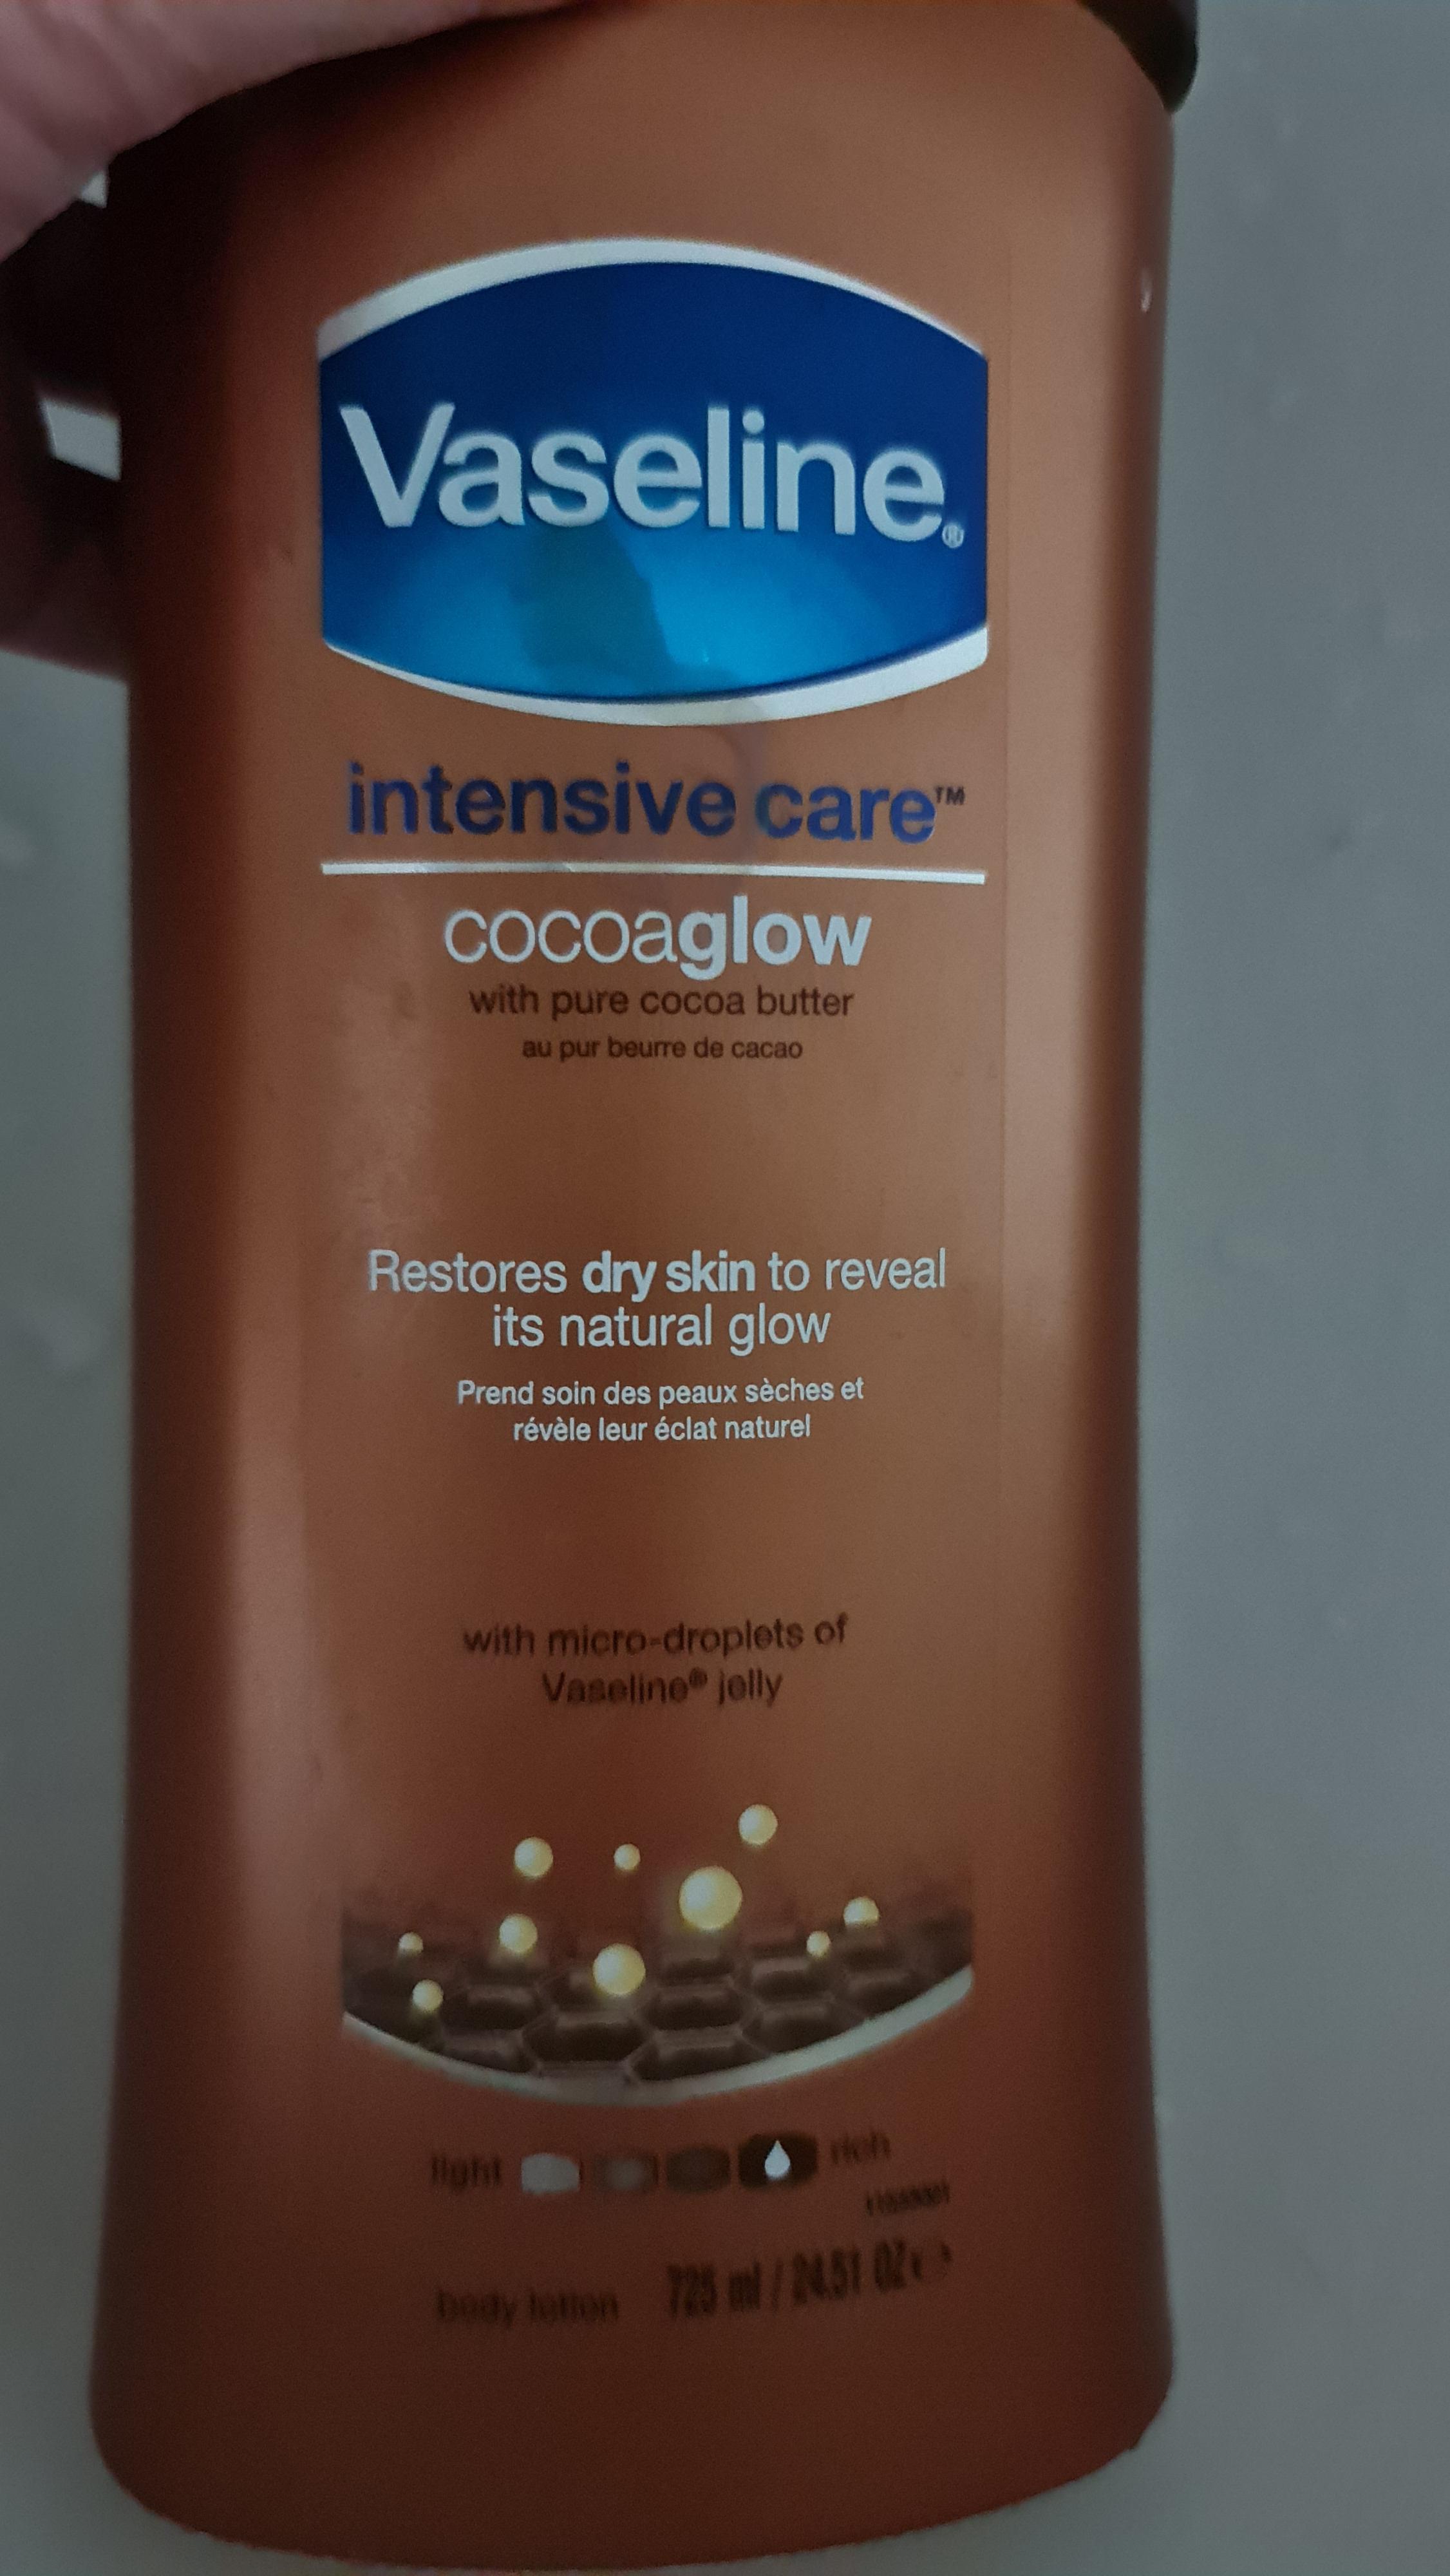 Vaseline®
intensive care™
cocoaglow
with pure cocoa butter
au pur beurre de cacao
Restores dry skin to reveal
its natural glow
Prend soin des peaux sèches et
révèle leur éclat naturel
with micro-droplets of
Vaseline® jelly
light rich
body lotion 725 ml / 24.51 OZ